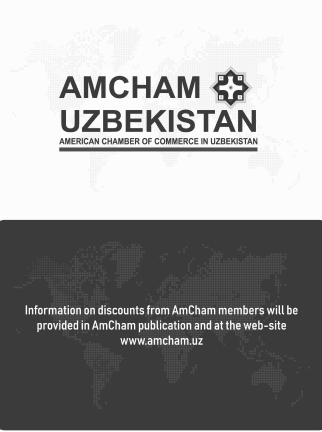 AMCHAM
UZBEKISTAN
AMERICAN CHAMBER OF COMMERCE IN UZBEKISTAN
Information on discounts from AmCham members will be
provided in AmCham publication and at the web-site
www.amcham.uz